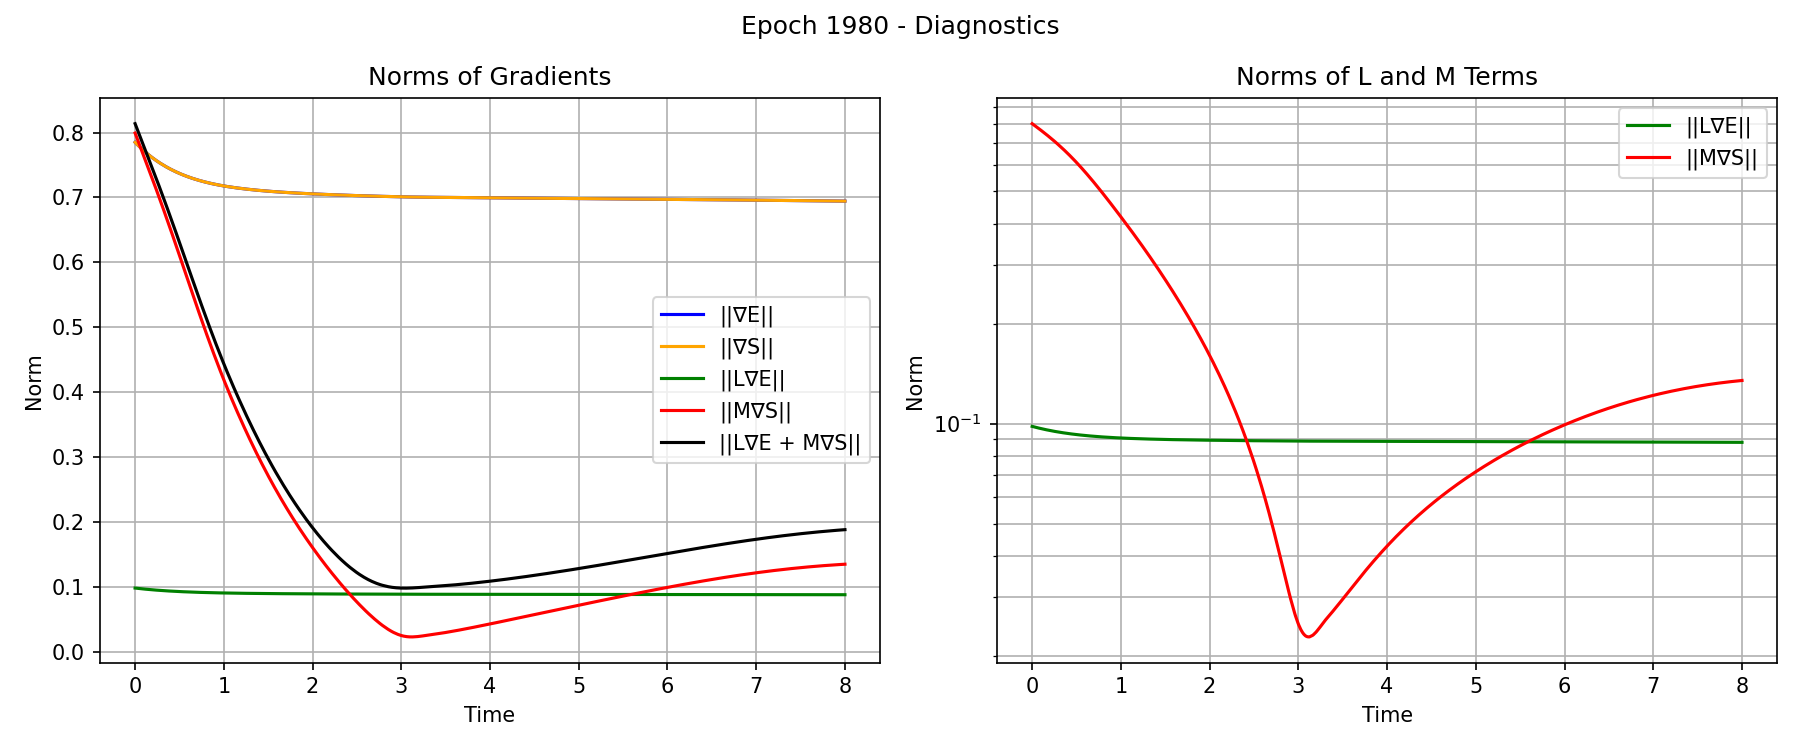 Epoch 1980 - Diagnostics
Norms of Gradients
Norm
0.8
0.7
0.6
0.5
0.4
0.3
0.2
0.1
0.0
0 1 2 3 4 5 6 7 8
Time
||∇E||
||∇S||
||L∇E||
||M∇S||
||L∇E + M∇S||
Norms of L and M Terms
Norm
10⁻¹
0 1 2 3 4 5 6 7 8
Time
||L∇E||
||M∇S||